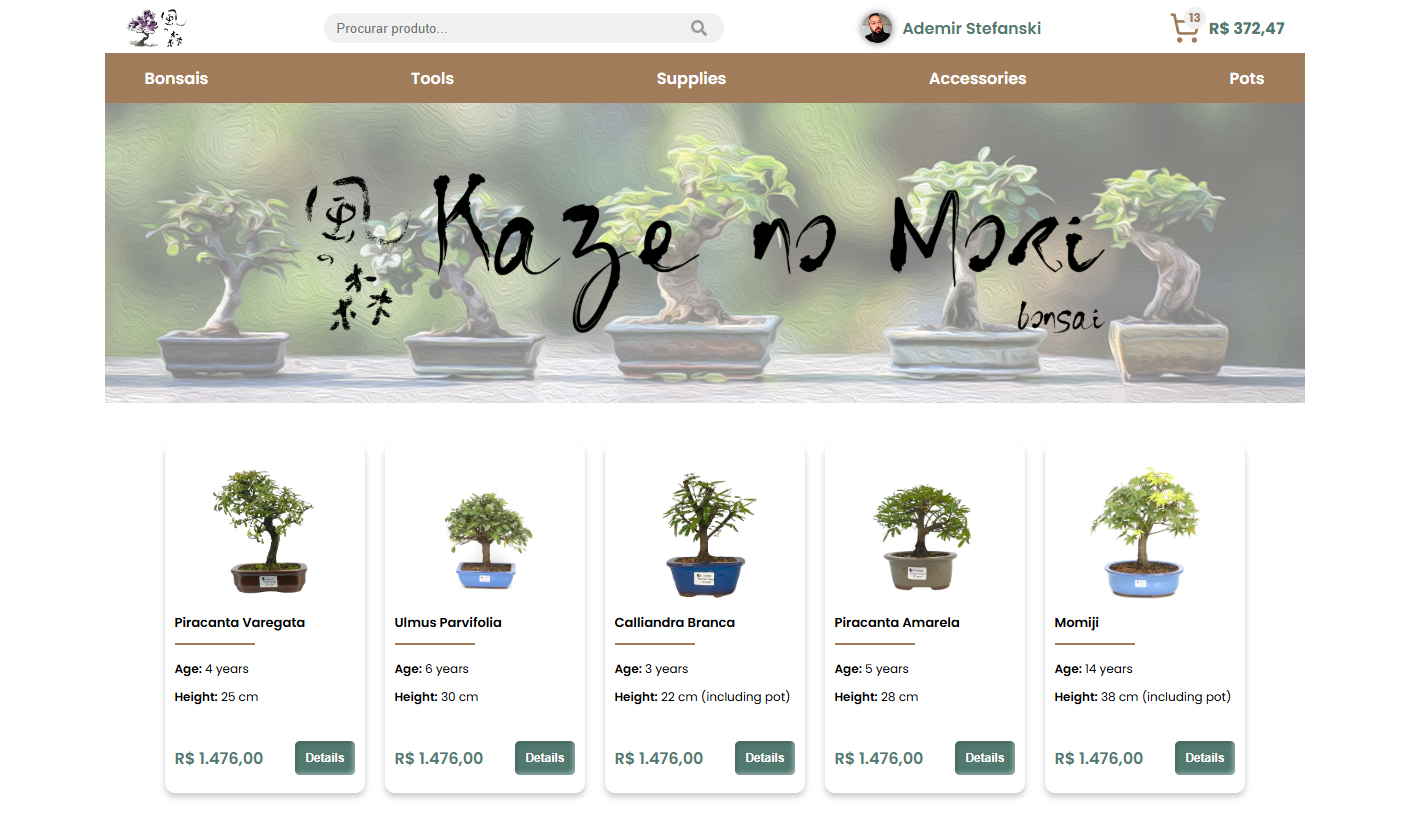 風の森
Procurar produto...
Ademir Stefanski
13
R$ 372,47
Bonsais
Tools
Supplies
Accessories
Pots
風の森
Kaze no Mori
bonsai
Piracanta Varegata
Age: 4 years
Height: 25 cm
R$ 1.476,00
Details
Ulmus Parvifolia
Age: 6 years
Height: 30 cm
R$ 1.476,00
Details
Calliandra Branca
Age: 3 years
Height: 22 cm (including pot)
R$ 1.476,00
Details
Piracanta Amarela
Age: 5 years
Height: 28 cm
R$ 1.476,00
Details
Momiji
Age: 14 years
Height: 38 cm (including pot)
R$ 1.476,00
Details